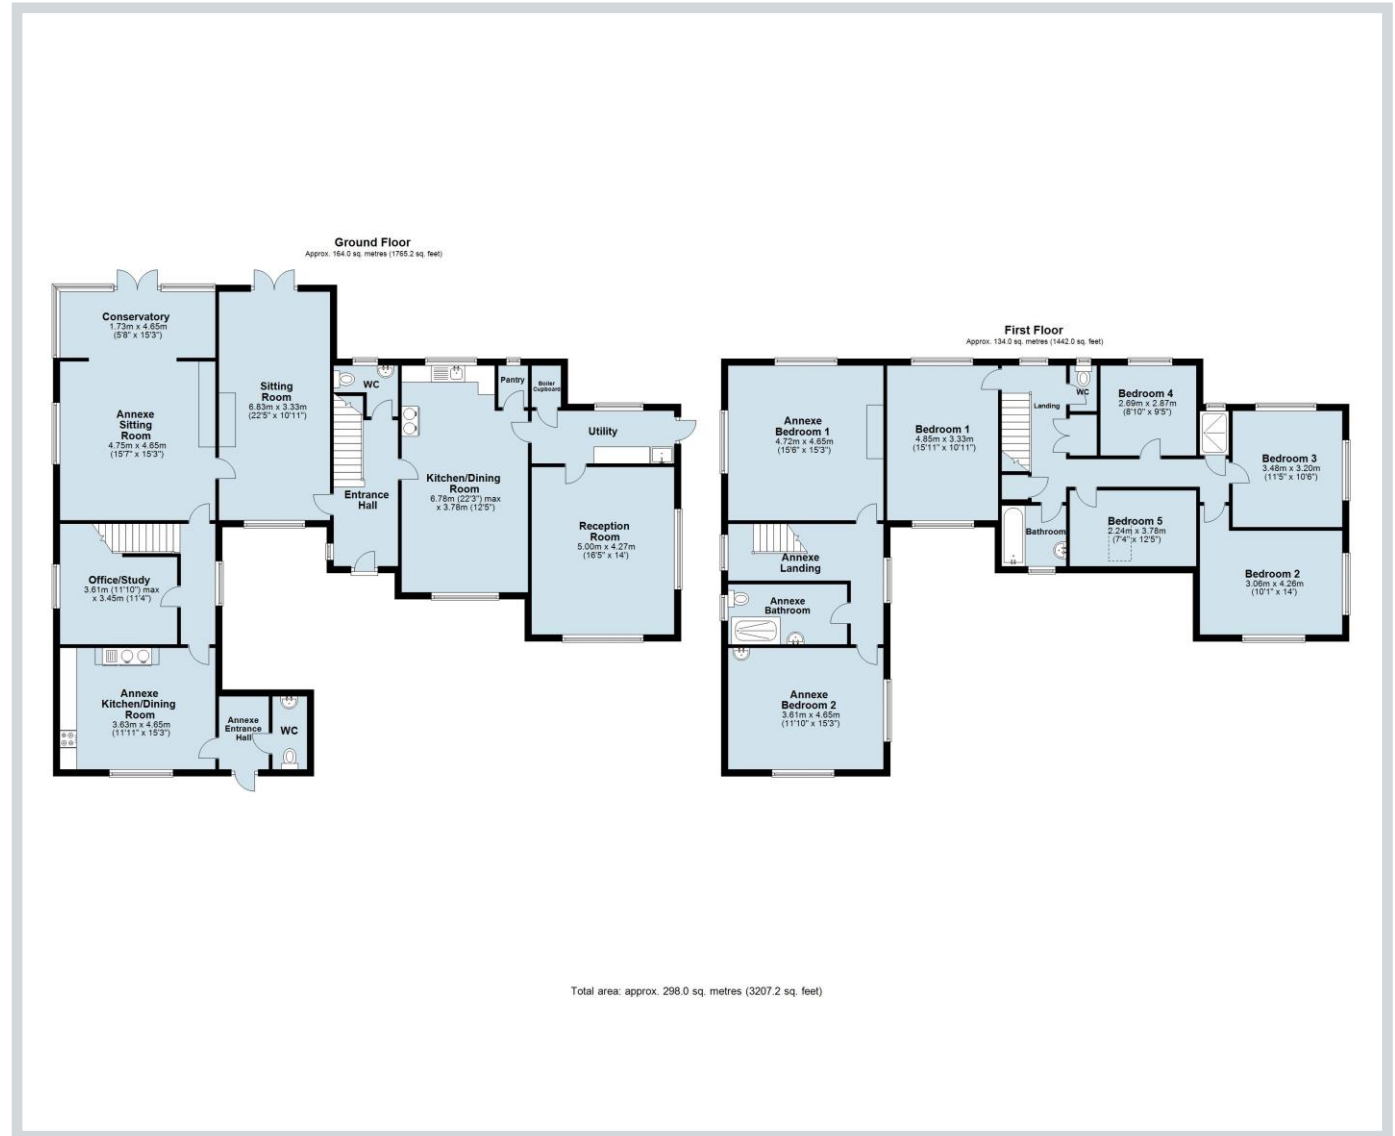 Ground Floor
Approx. 164.0 sq. metres (1765.2 sq. feet)
Conservatory
1.73m x 4.65m
(5'8" x 15'3")
Sitting
Room
6.83m x 3.33m
(22'5" x 10'11")
Annexe
Sitting
Room
4.75m x 4.65m
(15'7" x 15'3")
WC
Pantry
Boiler
Cupboard
Utility
Entrance
Hall
Kitchen/Dining
Room
6.78m (22'3") max
x 3.78m (12'5")
Reception
Room
5.00m x 4.27m
(16'5" x 14')
Office/Study
3.61m (11'10") max
x 3.45m (11'4")
Annexe
Kitchen/Dining
Room
3.63m x 4.65m
(11'11" x 15'3")
Annexe
Entrance
Hall
WC
First Floor
Approx. 134.0 sq. metres (1442.0 sq. feet)
Annexe
Bedroom 1
4.72m x 4.65m
(15'6" x 15'3")
Bedroom 1
4.85m x 3.33m
(15'11" x 10'11")
Landing
WC
Bedroom 4
2.69m x 2.87m
(8'10" x 9'5")
Bedroom 3
3.48m x 3.20m
(11'5" x 10'6")
Bathroom
Bedroom 5
2.24m x 3.78m
(7'4" x 12'5")
Bedroom 2
3.06m x 4.26m
(10'1" x 14')
Annexe
Landing
Annexe
Bathroom
Annexe
Bedroom 2
3.61m x 4.65m
(11'10" x 15'3")
Total area: approx. 298.0 sq. metres (3207.2 sq. feet)